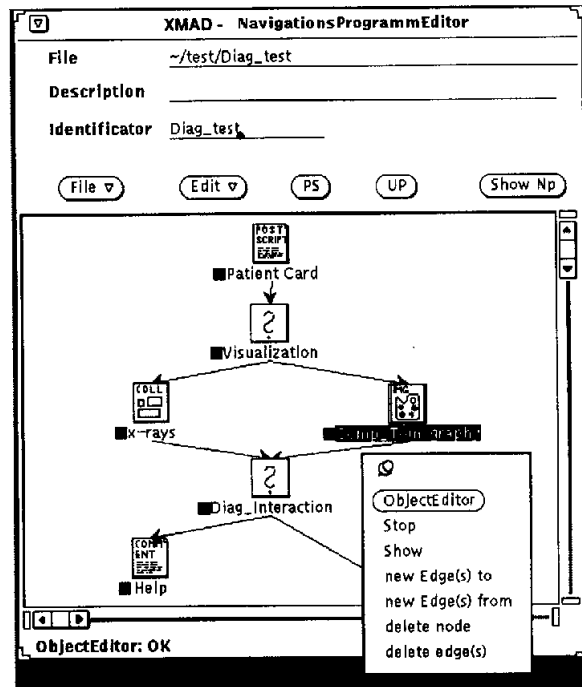 XMAD - NavigationsProgrammEditor
File ~/test/Diag_test
Description
Identificator Diag_test
File Edit PS UP Show Np
POST
SCRIPT
Patient Card
?
Visualization
COLL
x-rays
?
Diag_Interaction
COMM
ENT
Help
ObjectEditor
Stop
Show
new Edge(s) to
new Edge(s) from
delete node
delete edge(s)
ObjectEditor: OK